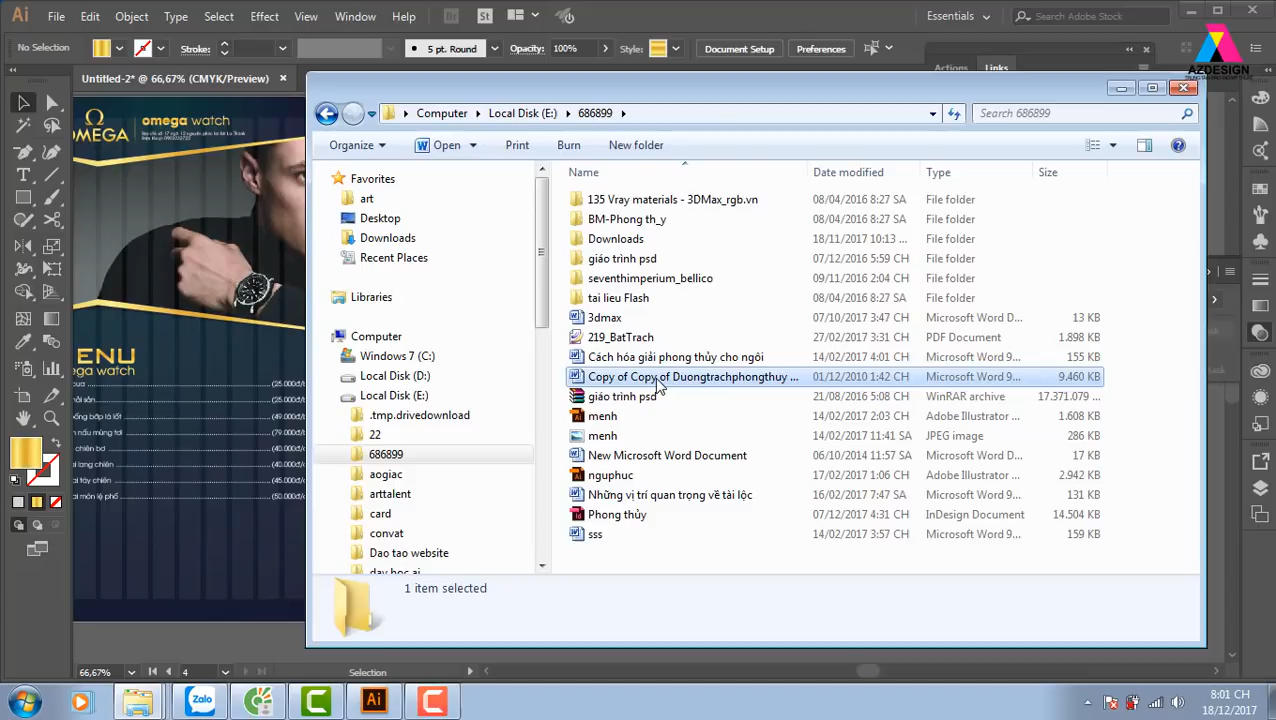 Ai File Edit Object Type Select Effect View Window Help Br St Essentials Search Adobe Stock
No Selection Stroke: 5 pt. Round Opacity: 100% Style: Document Setup Preferences
AZDESIGN
Untitled-2* @ 66,67% (CMYK/Preview) ×
Actions Links
OMEGA
omega watch
Computer Local Disk (E:) 686899
Search 686899
Organize Open Print Burn New folder
Name Date modified Type Size
Favorites
art
Desktop
Downloads
Recent Places
Libraries
Computer
Windows 7 (C:)
Local Disk (D:)
Local Disk (E:)
.tmp.drivedownload
22
686899
aogiac
arttalent
card
convat
Dao tao website
day hoc ai
135 Vray materials - 3DMax_rgb.vn 08/04/2016 8:27 SA File folder
BM-Phong th_y 08/04/2016 8:27 SA File folder
Downloads 18/11/2017 10:13 ... File folder
giáo trình psd 07/12/2016 5:59 CH File folder
seventhimperium_bellico 09/11/2016 2:04 CH File folder
tai lieu Flash 08/04/2016 8:27 SA File folder
3dmax 07/10/2017 3:47 CH Microsoft Word D... 13 KB
219_BatTrach 27/02/2017 3:31 CH PDF Document 1.898 KB
Cách hóa giải phong thủy cho ngôi 14/02/2017 4:01 CH Microsoft Word 9... 155 KB
Copy of Copy of Duongtrachphongthuy ... 01/12/2010 1:42 CH Microsoft Word 9... 9.460 KB
giáo trình psd 21/08/2016 5:08 CH WinRAR archive 17.371.079 ...
menh 14/02/2017 2:03 CH Adobe Illustrator ... 1.608 KB
menh 14/02/2017 11:41 SA JPEG image 286 KB
New Microsoft Word Document 06/10/2014 11:57 SA Microsoft Word 9... 90 KB
nguphuc 17/02/2017 1:06 CH Adobe Illustrator ... 2.942 KB
Những vị trí quan trọng về tài lộc 16/02/2017 7:47 SA Microsoft Word 9... 131 KB
Phong thủy 07/12/2017 4:31 CH InDesign Document 14.504 KB
sss 14/02/2017 3:57 CH Microsoft Word 9... 159 KB
1 item selected
ENU
ega watch
66,67% 4 Selection
Zalo Ai
8:01 CH
18/12/2017